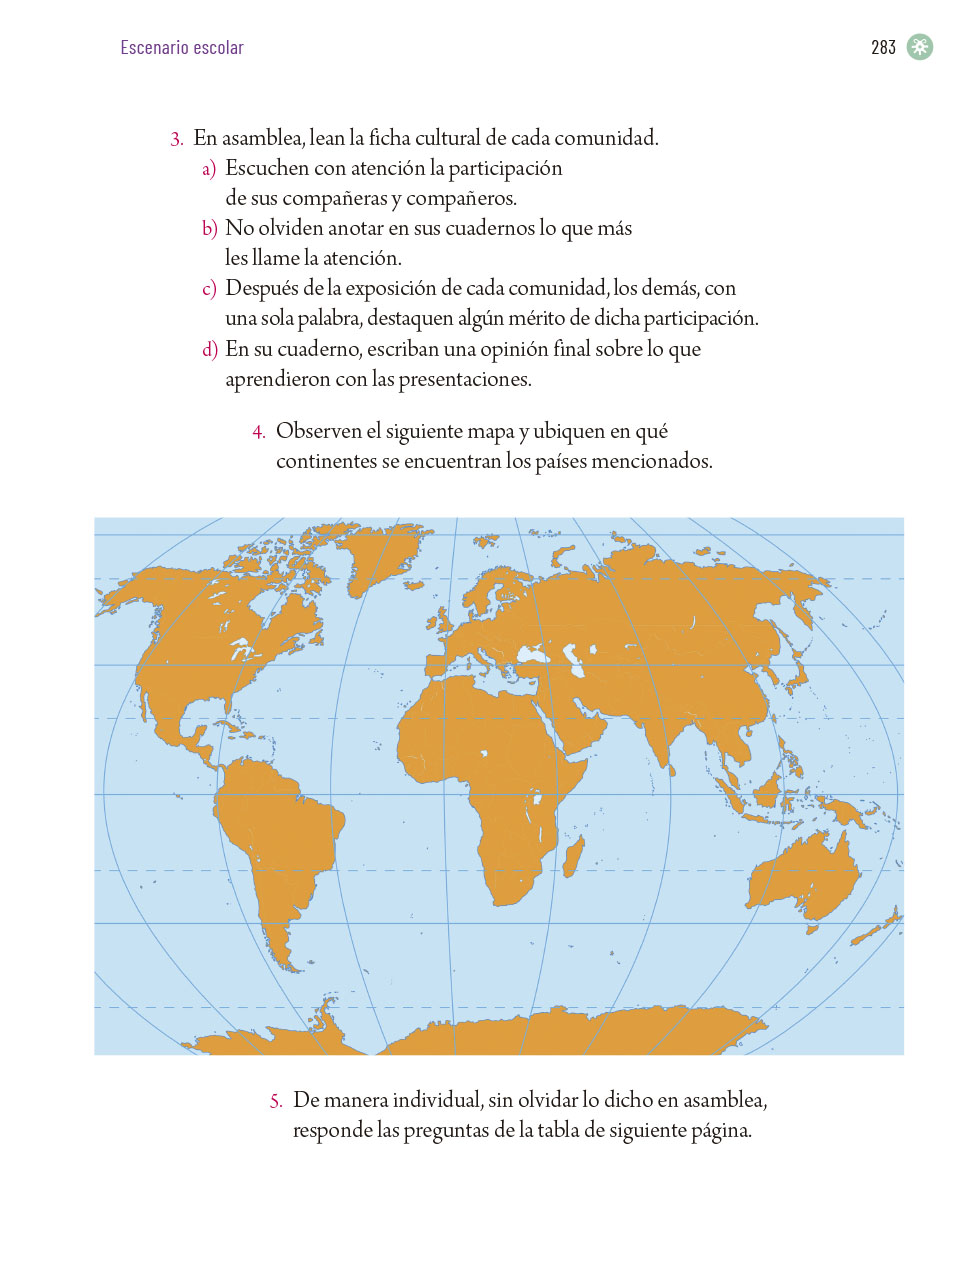 Escenario escolar
283
3. En asamblea, lean la ficha cultural de cada comunidad.
a) Escuchen con atención la participación
de sus compañeras y compañeros.
b) No olviden anotar en sus cuadernos lo que más
les llame la atención.
c) Después de la exposición de cada comunidad, los demás, con
una sola palabra, destaquen algún mérito de dicha participación.
d) En su cuaderno, escriban una opinión final sobre lo que
aprendieron con las presentaciones.
4. Observen el siguiente mapa y ubiquen en qué
continentes se encuentran los países mencionados.
5. De manera individual, sin olvidar lo dicho en asamblea,
responde las preguntas de la tabla de siguiente página.